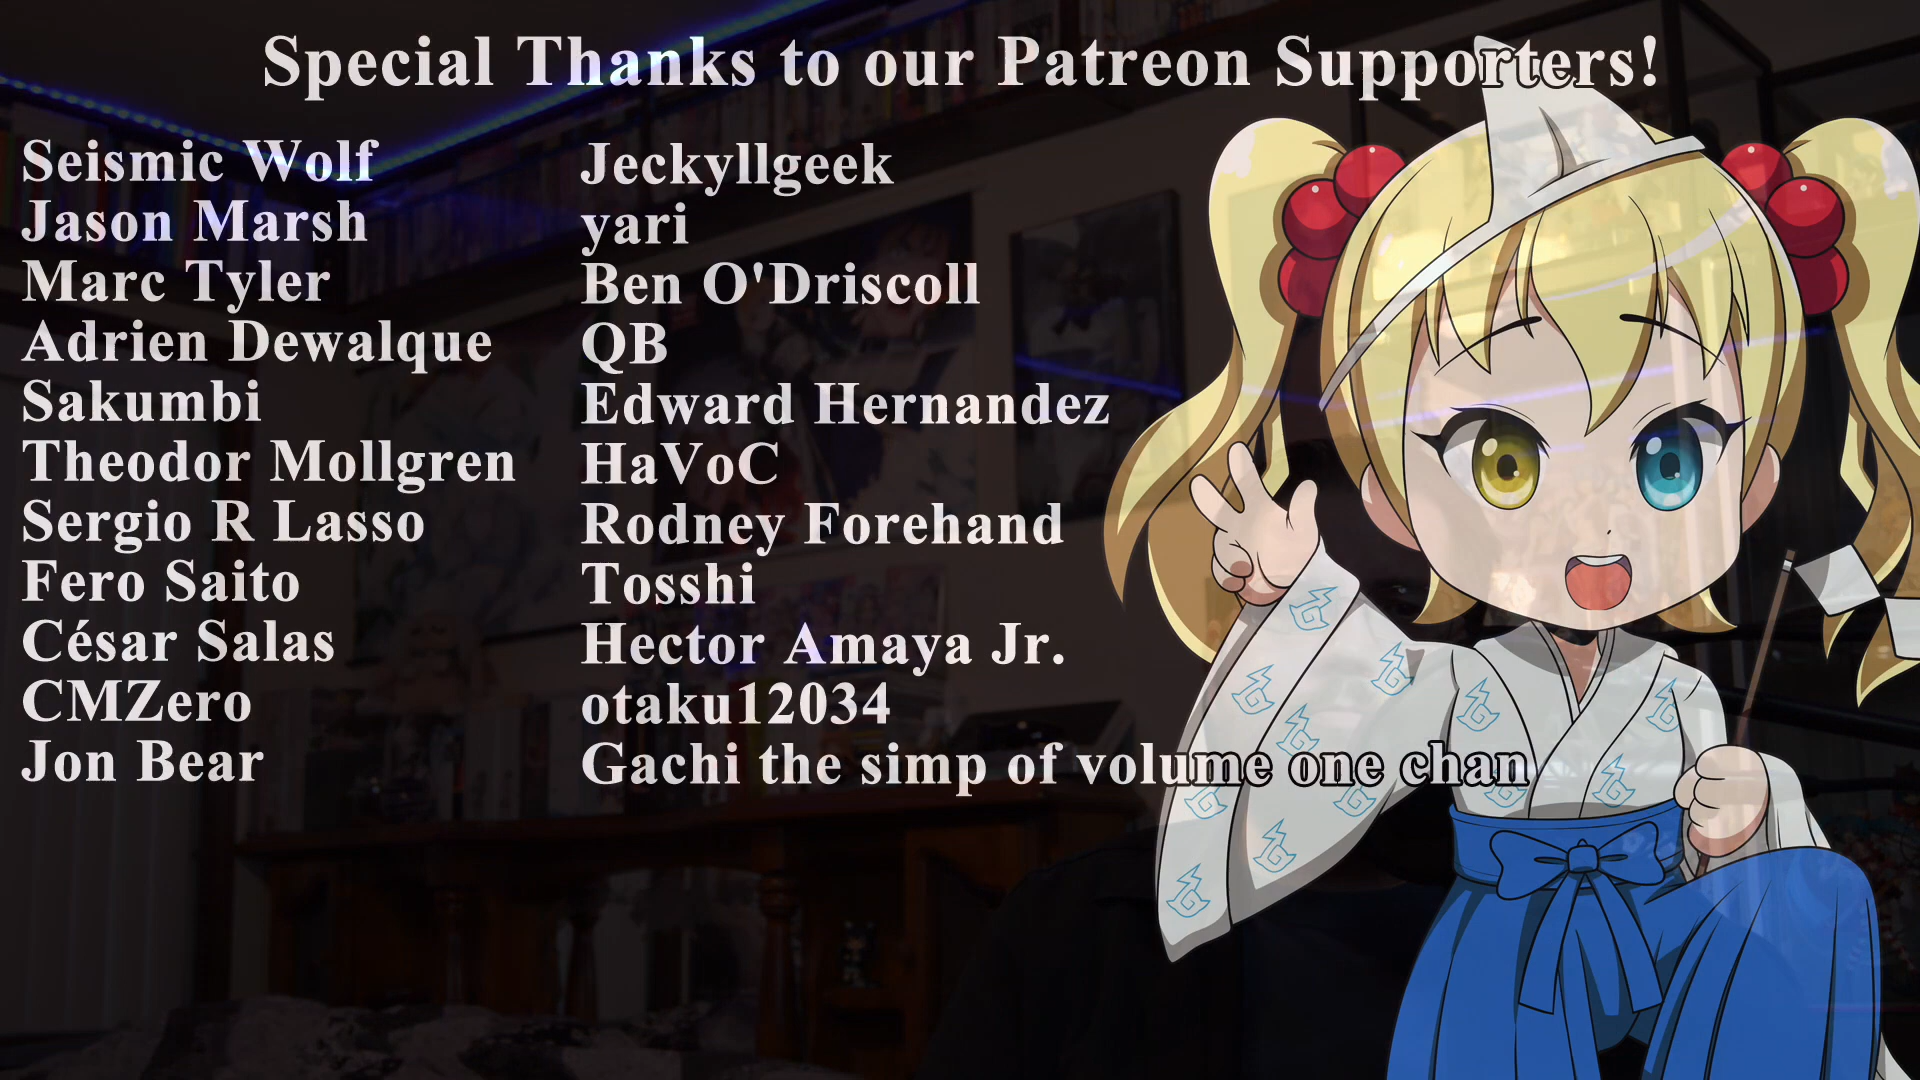 Special Thanks to our Patreon Supporters!
Seismic Wolf
Jason Marsh
Marc Tyler
Adrien Dewalque
Sakumbi
Theodor Mollgren
Sergio R Lasso
Fero Saito
César Salas
CMZero
Jon Bear
Jeckyllgeek
yari
Ben O'Driscoll
QB
Edward Hernandez
HaVoC
Rodney Forehand
Tosshi
Hector Amaya Jr.
otaku12034
Gachi the simp of volume one chan